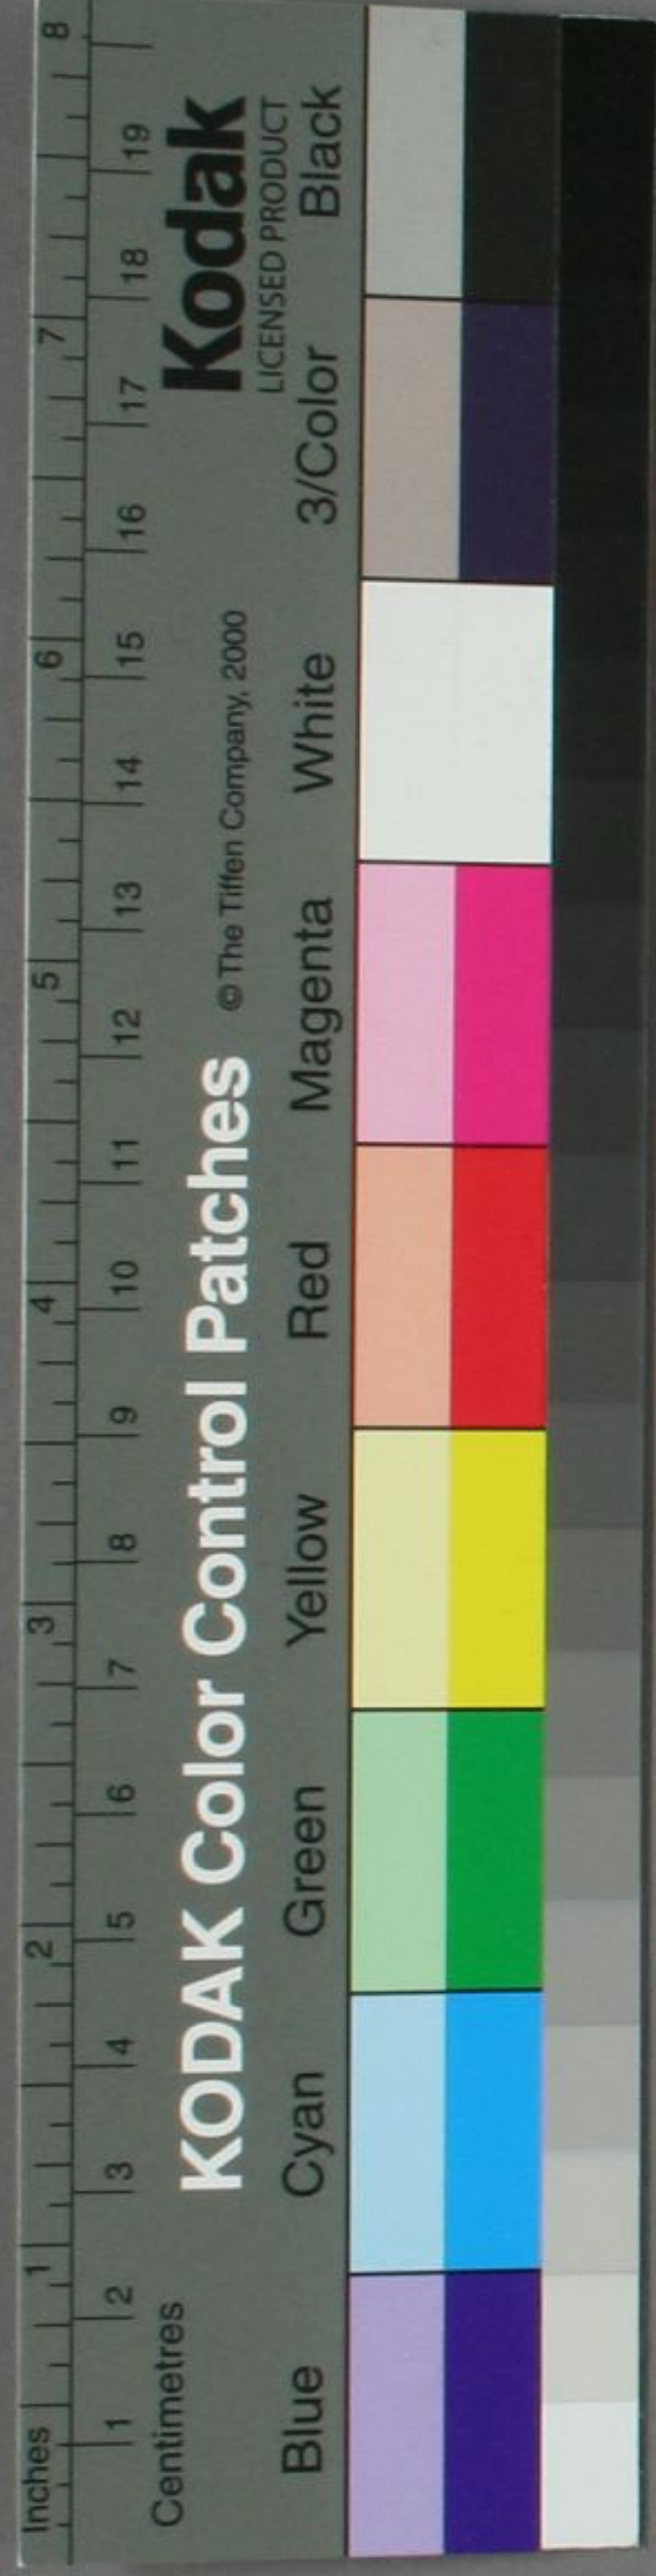 Inches 1 2 3 4 5 6 7 8
1 2 3 4 5 6 7 8 9 10 11 12 13 14 15 16 17 18 19
Centimetres
KODAK Color Control Patches © The Tiffen Company, 2000 Kodak
LICENSED PRODUCT
Blue Cyan Green Yellow Red Magenta White 3/Color Black